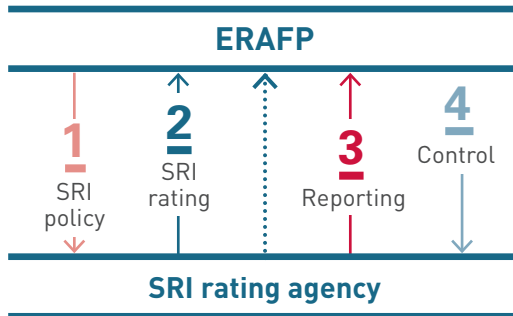 ERAFP
1
SRI
policy
2
SRI
rating
3
Reporting
4
Control
SRI rating agency